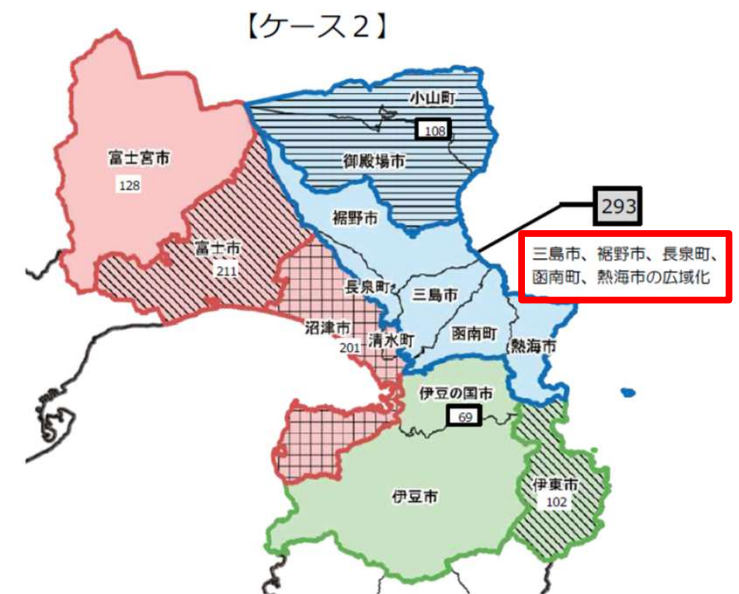 【ケース２】
小山町
108
御殿場市
富士宮市
128
裾野市
293
富士市
211
三島市、裾野市、長泉町、
函南町、熱海市の広域化
長泉町
三島市
沼津市
201
清水町
函南町
熱海市
伊豆の国市
69
伊豆市
伊東市
102